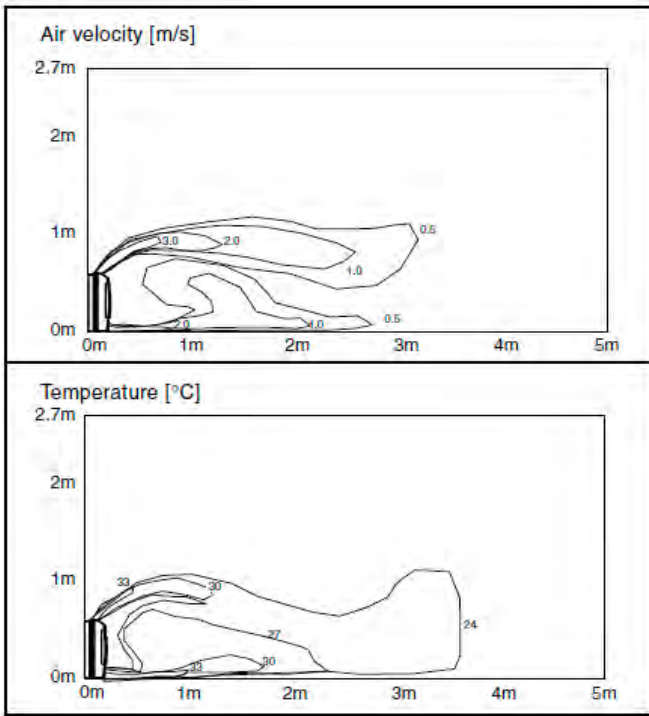 Air velocity [m/s]
2.7m
2m
1m
3.0 2.0 0.5
1.0
2.0 1.0 0.5
0m
0m 1m 2m 3m 4m 5m
Temperature [°C]
2.7m
2m
1m
33 30
27 24
33 30
0m
0m 1m 2m 3m 4m 5m